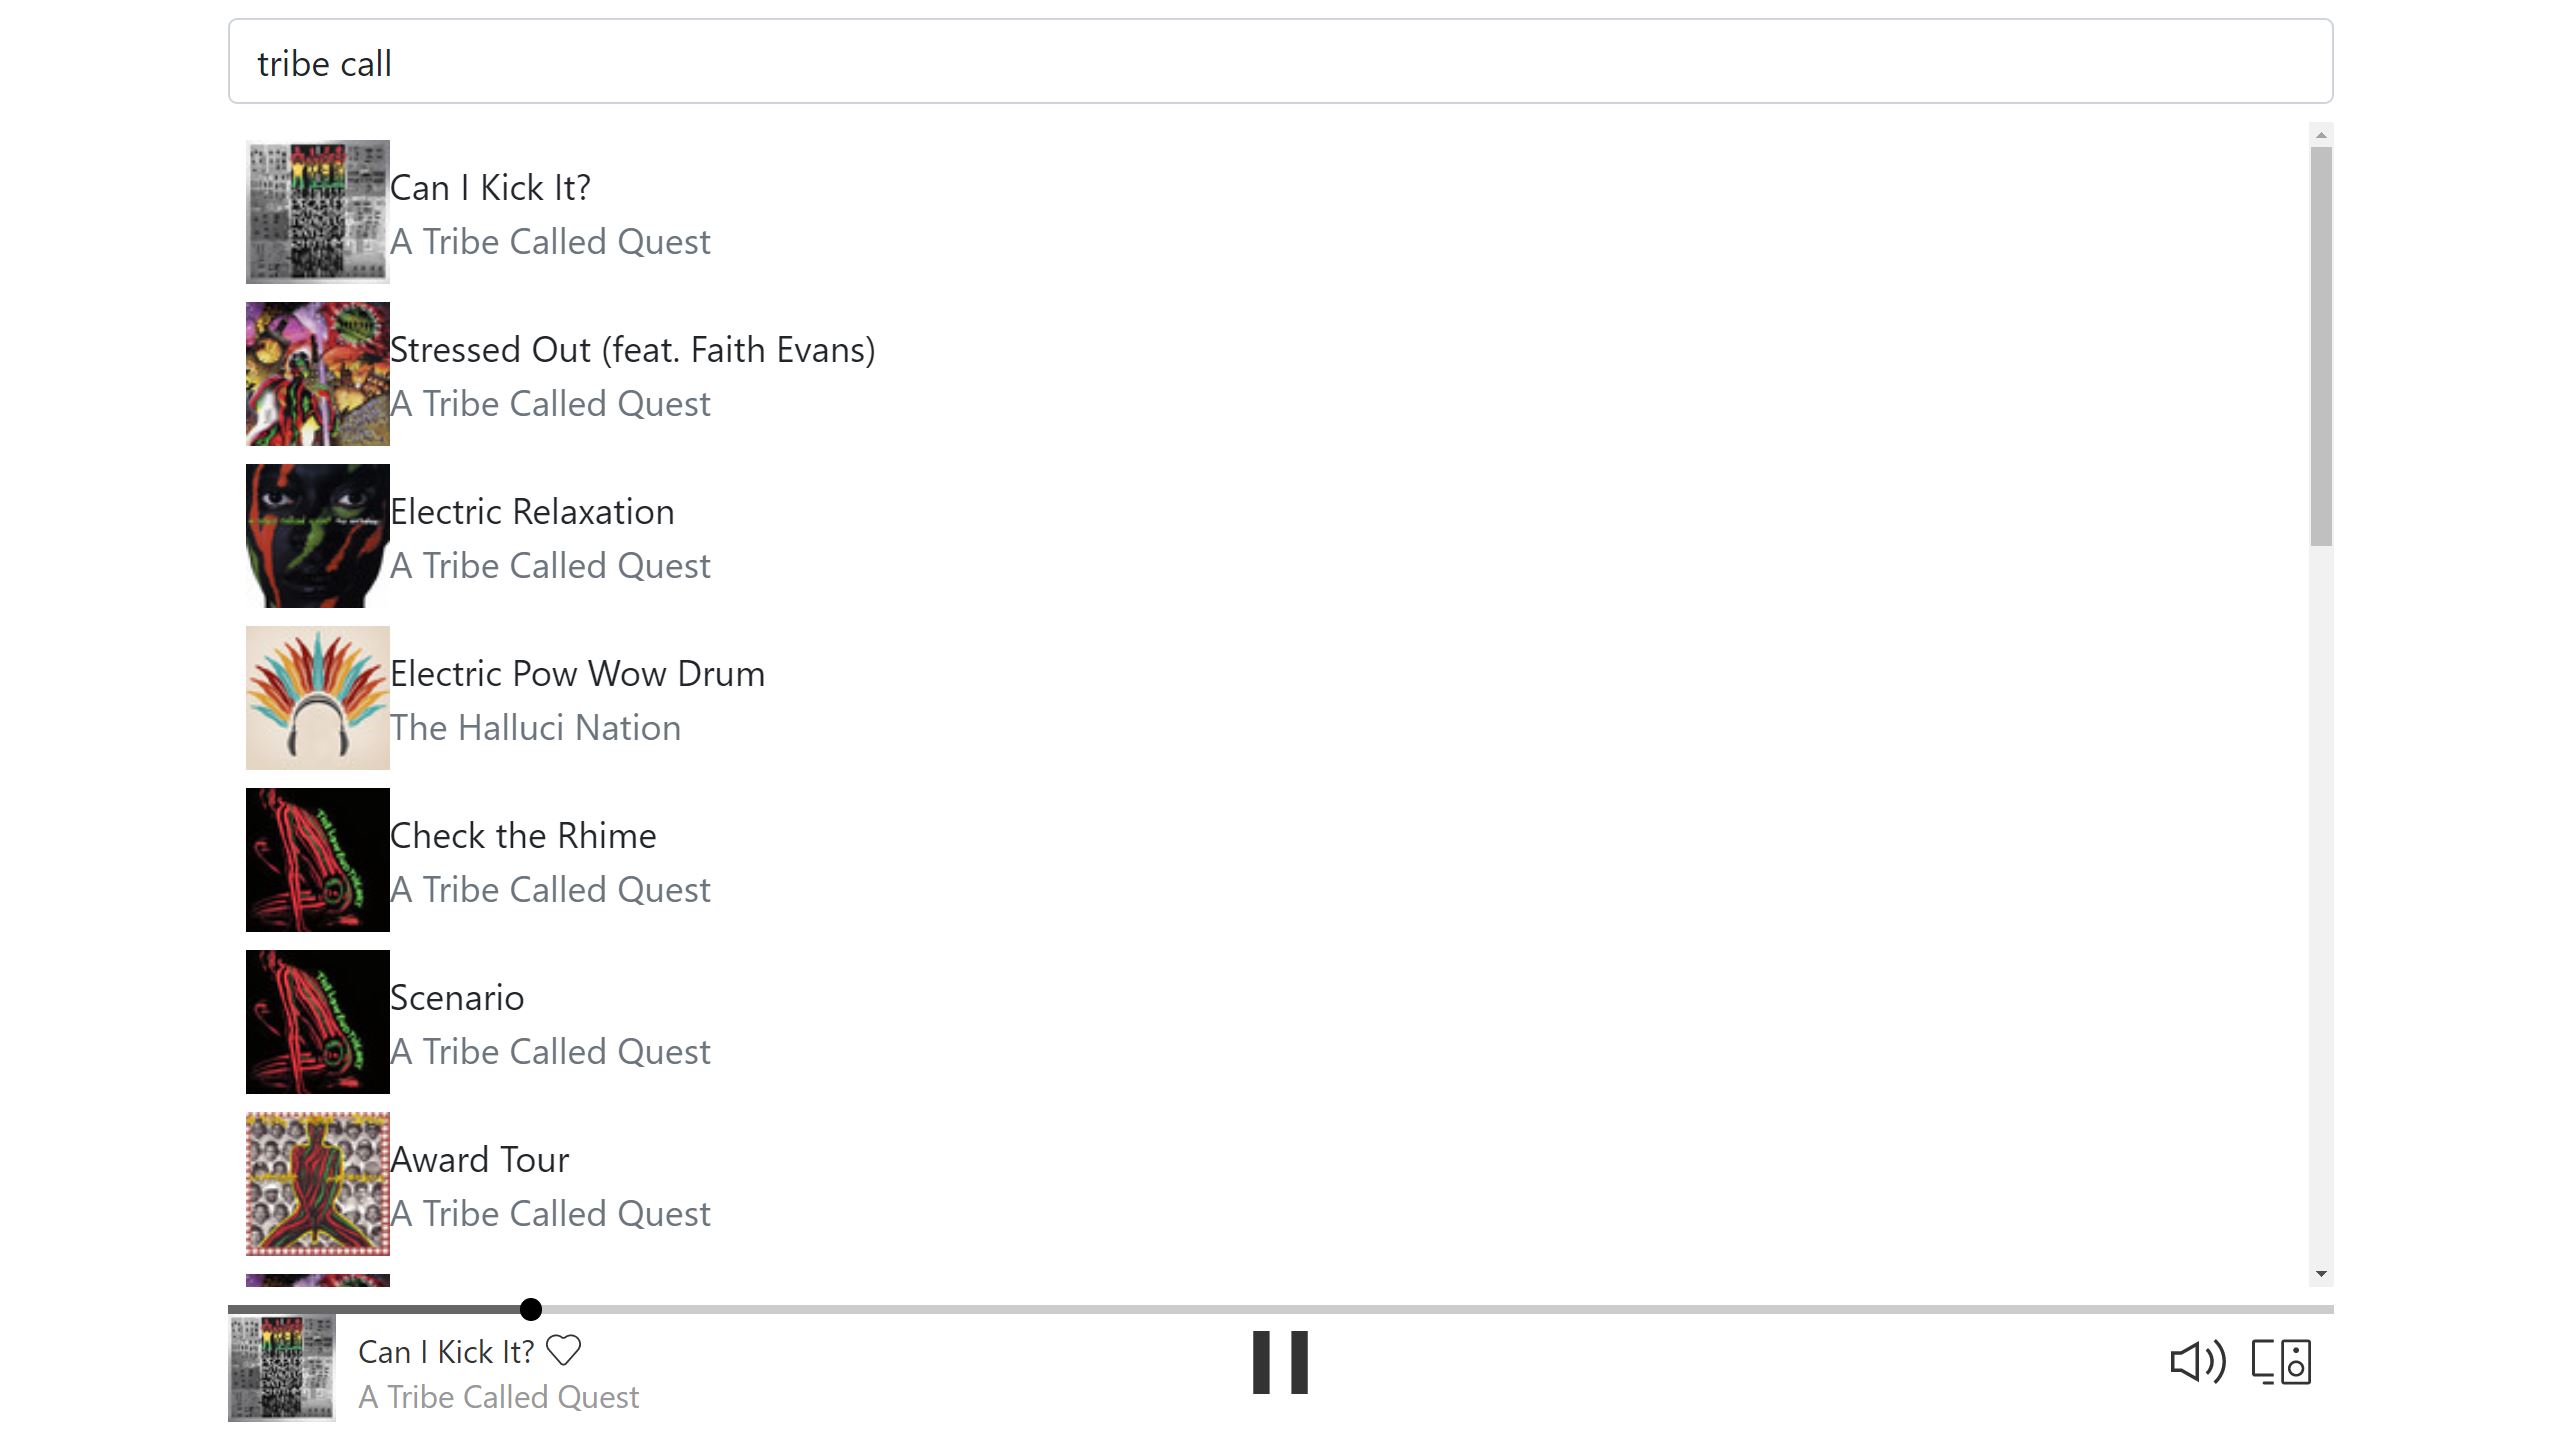 tribe call
Can I Kick It?
A Tribe Called Quest
Stressed Out (feat. Faith Evans)
A Tribe Called Quest
Electric Relaxation
A Tribe Called Quest
Electric Pow Wow Drum
The Halluci Nation
Check the Rhime
A Tribe Called Quest
Scenario
A Tribe Called Quest
Award Tour
A Tribe Called Quest
Can I Kick It?
A Tribe Called Quest